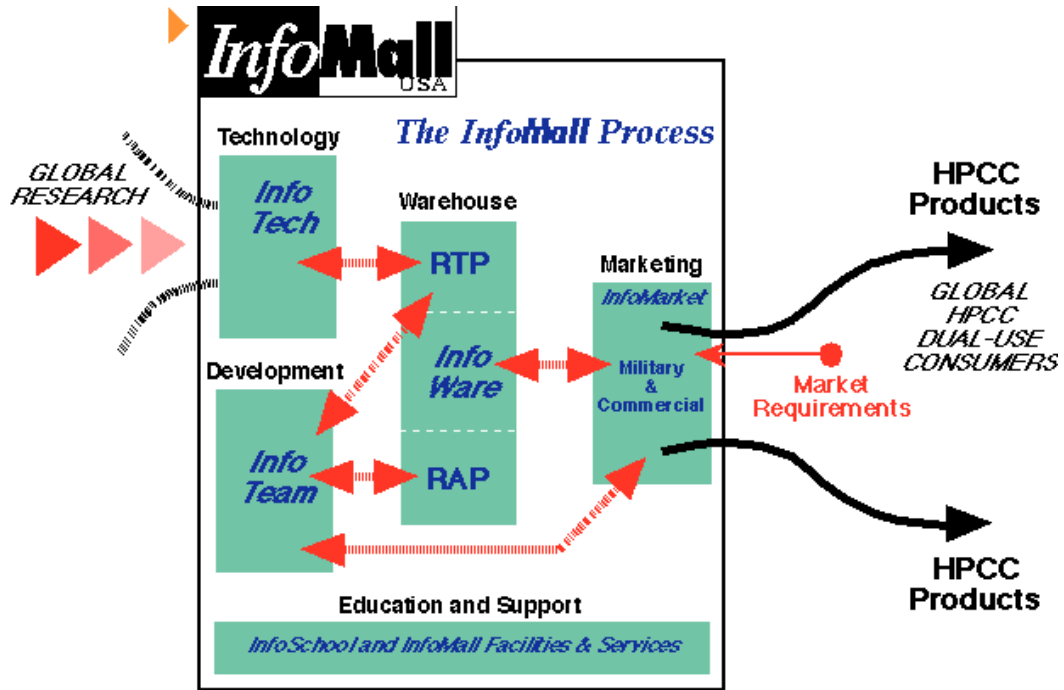 InfoMall
USA
The InfoMall Process
Technology
Info
Tech
GLOBAL
RESEARCH
Warehouse
RTP
Info
Ware
RAP
Development
Info
Team
Marketing
InfoMarket
Military
&
Commercial
HPCC
Products
GLOBAL
HPCC
DUAL-USE
CONSUMERS
Market
Requirements
HPCC
Products
Education and Support
InfoSchool and InfoMall Facilities & Services